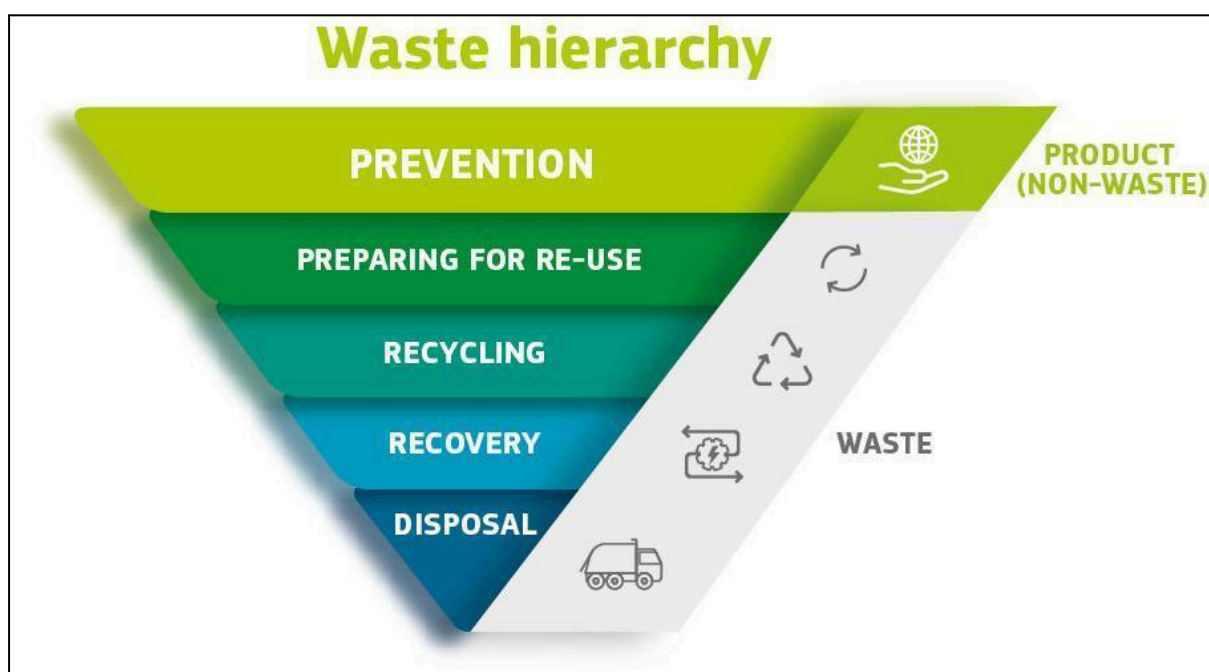 Waste hierarchy
PREVENTION
PRODUCT
(NON-WASTE)
PREPARING FOR RE-USE
RECYCLING
RECOVERY
WASTE
DISPOSAL